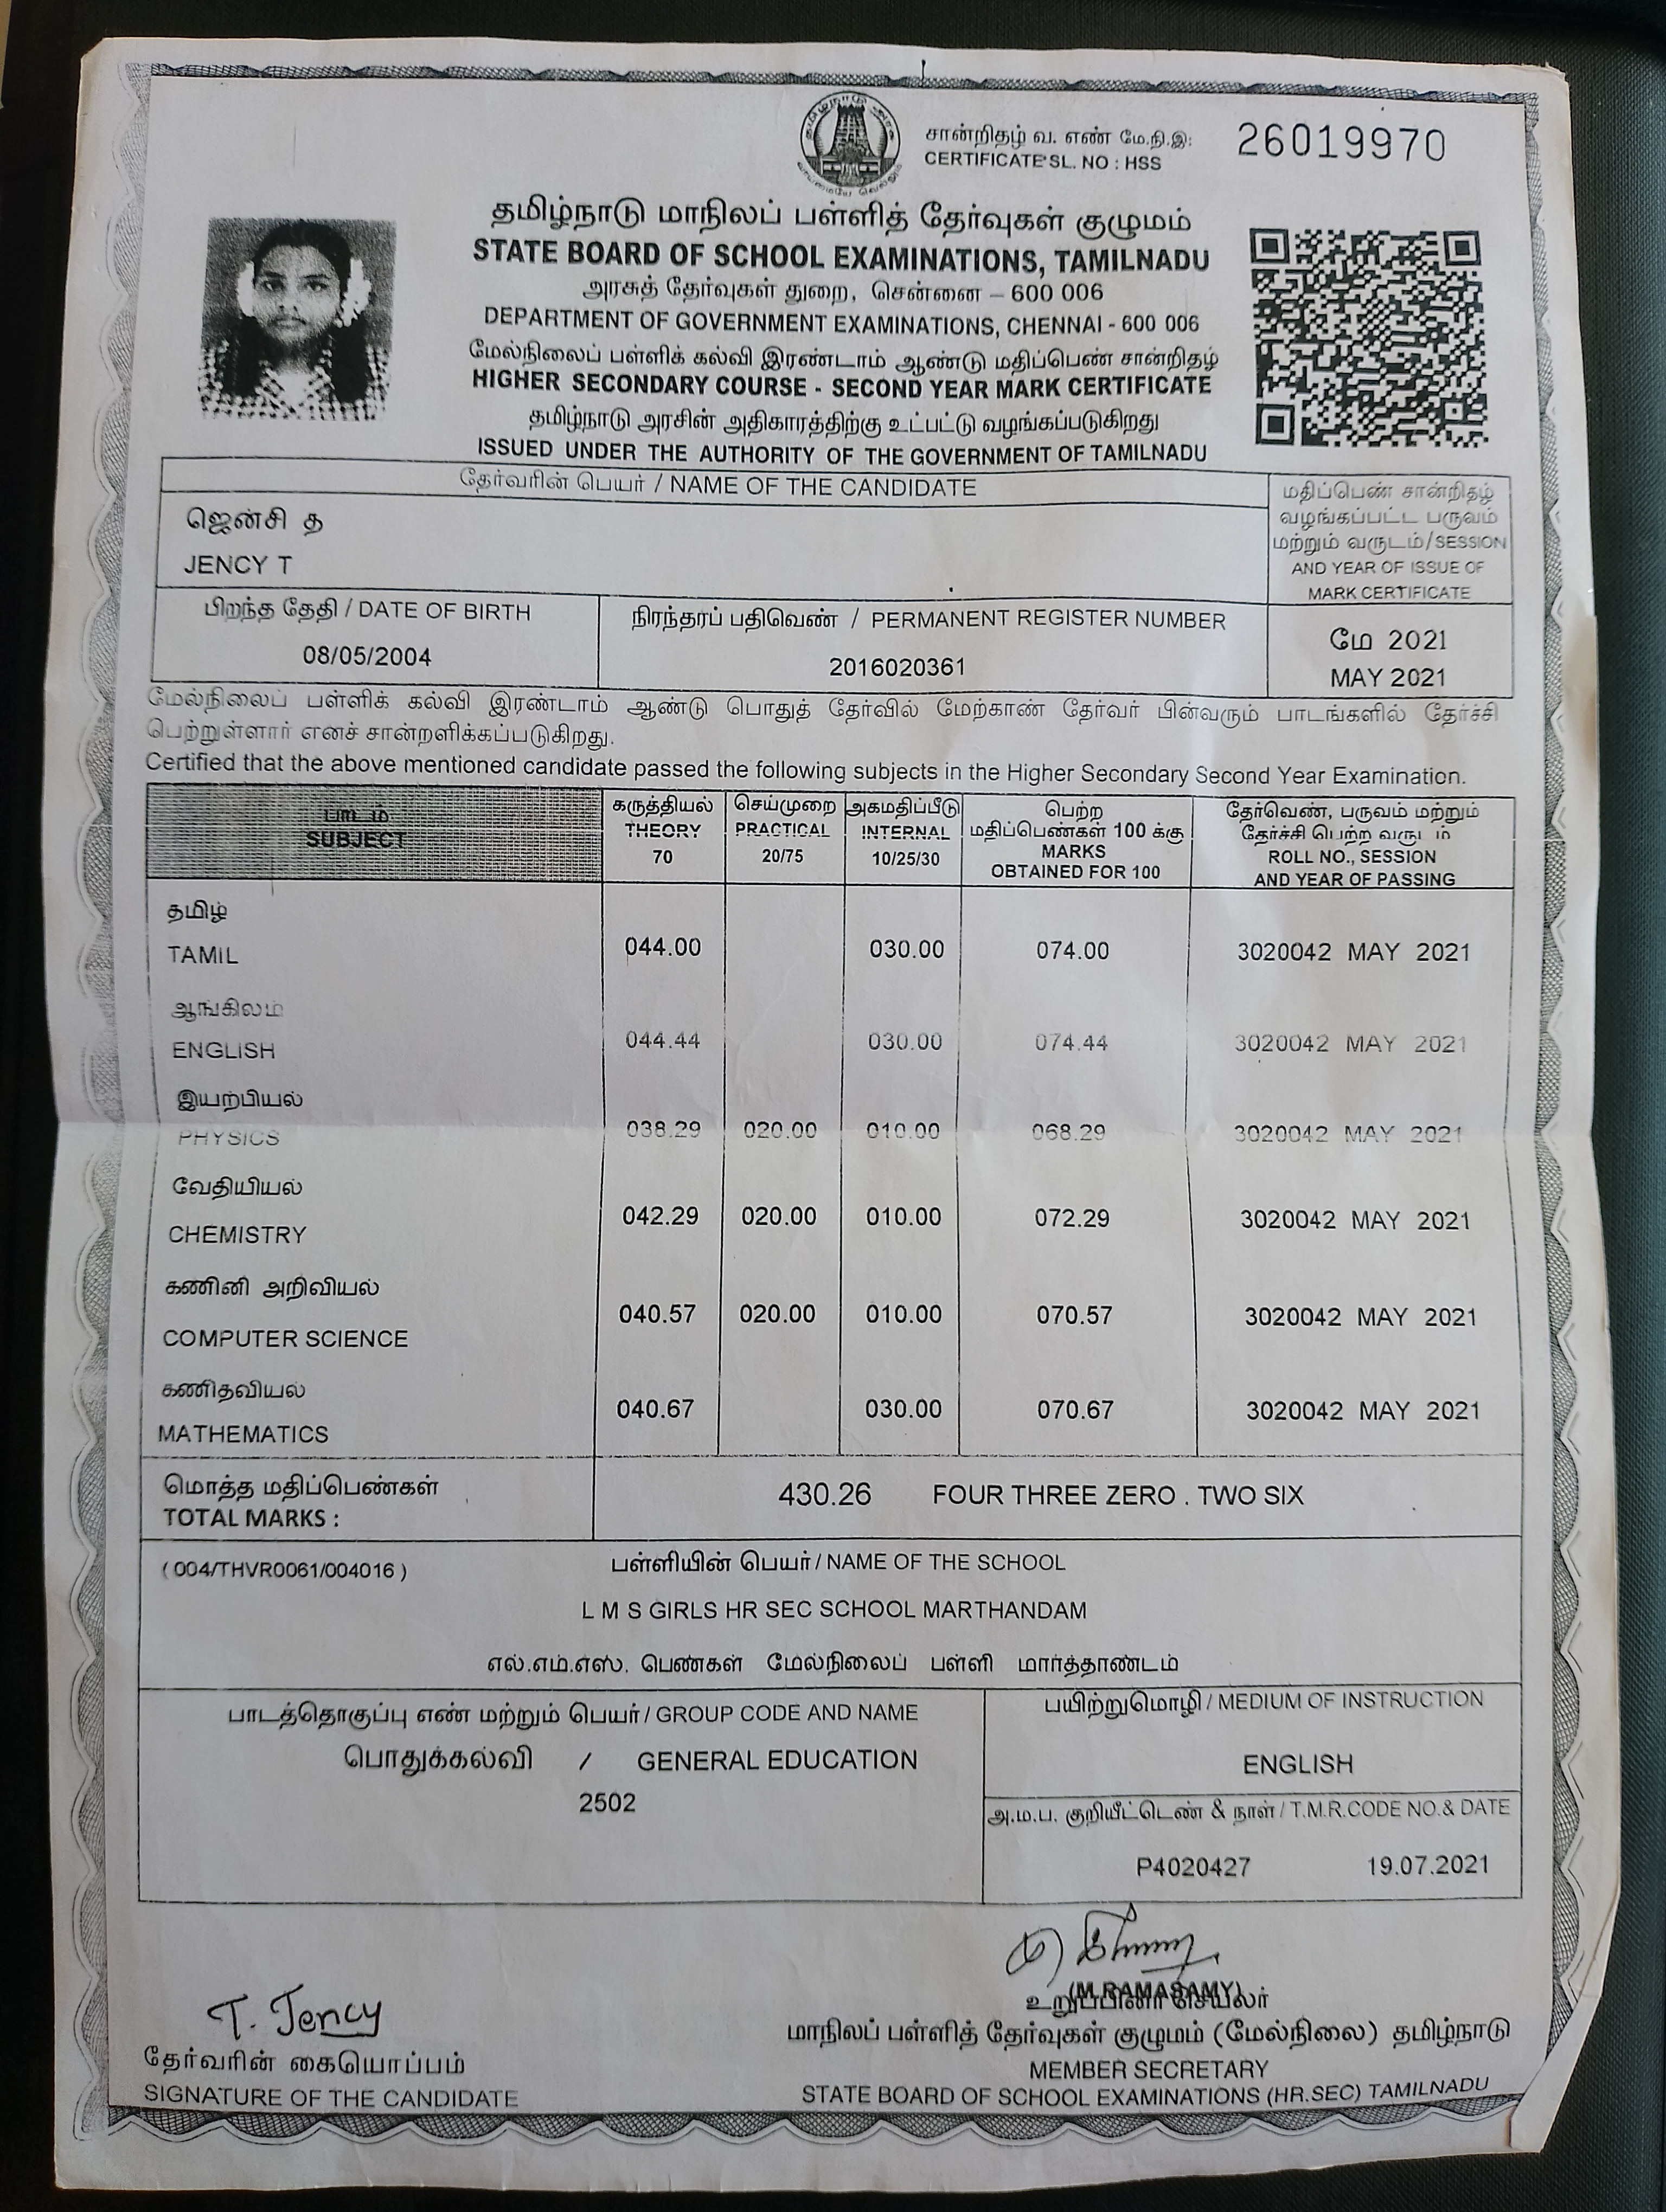 சான்றிதழ் வ. எண் மே.நி.இ:
CERTIFICATE SL. NO : HSS
26019970
தமிழ்நாடு மாநிலப் பள்ளித் தேர்வுகள் குழுமம்
STATE BOARD OF SCHOOL EXAMINATIONS, TAMILNADU
அரசுத் தேர்வுகள் துறை, சென்னை – 600 006
DEPARTMENT OF GOVERNMENT EXAMINATIONS, CHENNAI - 600 006
மேல்நிலைப் பள்ளிக் கல்வி இரண்டாம் ஆண்டு மதிப்பெண் சான்றிதழ்
HIGHER SECONDARY COURSE - SECOND YEAR MARK CERTIFICATE
தமிழ்நாடு அரசின் அதிகாரத்திற்கு உட்பட்டு வழங்கப்படுகிறது
ISSUED UNDER THE AUTHORITY OF THE GOVERNMENT OF TAMILNADU
தேர்வரின் பெயர் / NAME OF THE CANDIDATE
ஜென்சி த
JENCY T
மதிப்பெண் சான்றிதழ்
வழங்கப்பட்ட பருவம்
மற்றும் வருடம்/SESSION
AND YEAR OF ISSUE OF
MARK CERTIFICATE
பிறந்த தேதி / DATE OF BIRTH
08/05/2004
நிரந்தரப் பதிவெண் / PERMANENT REGISTER NUMBER
2016020361
மே 2021
MAY 2021
மேல்நிலைப் பள்ளிக் கல்வி இரண்டாம் ஆண்டு பொதுத் தேர்வில் மேற்காண் தேர்வர் பின்வரும் பாடங்களில் தேர்ச்சி
பெற்றுள்ளார் எனச் சான்றளிக்கப்படுகிறது.
Certified that the above mentioned candidate passed the following subjects in the Higher Secondary Second Year Examination.
பாடம்
SUBJECT
கருத்தியல்
THEORY
70
செய்முறை
PRACTICAL
20/75
அகமதிப்பீடு
INTERNAL
10/25/30
பெற்ற
மதிப்பெண்கள் 100 க்கு
MARKS
OBTAINED FOR 100
தேர்வெண், பருவம் மற்றும்
தேர்ச்சி பெற்ற வருடம்
ROLL NO., SESSION
AND YEAR OF PASSING
தமிழ்
TAMIL 044.00 030.00 074.00 3020042 MAY 2021
ஆங்கிலம்
ENGLISH 044.44 030.00 074.44 3020042 MAY 2021
இயற்பியல்
PHYSICS 038.29 020.00 010.00 068.29 3020042 MAY 2021
வேதியியல்
CHEMISTRY 042.29 020.00 010.00 072.29 3020042 MAY 2021
கணினி அறிவியல்
COMPUTER SCIENCE 040.57 020.00 010.00 070.57 3020042 MAY 2021
கணிதவியல்
MATHEMATICS 040.67 030.00 070.67 3020042 MAY 2021
மொத்த மதிப்பெண்கள்
TOTAL MARKS :
430.26 FOUR THREE ZERO . TWO SIX
( 004/THVR0061/004016 )
பள்ளியின் பெயர் / NAME OF THE SCHOOL
L M S GIRLS HR SEC SCHOOL MARTHANDAM
எல்.எம்.எஸ். பெண்கள் மேல்நிலைப் பள்ளி மார்த்தாண்டம்
பாடத்தொகுப்பு எண் மற்றும் பெயர் / GROUP CODE AND NAME
பொதுக்கல்வி / GENERAL EDUCATION
2502
பயிற்றுமொழி / MEDIUM OF INSTRUCTION
ENGLISH
அ.ம.ப. குறியீட்டெண் & நாள் / T.M.R.CODE NO.& DATE
P4020427 19.07.2021
T. Jency
தேர்வரின் கையொப்பம்
SIGNATURE OF THE CANDIDATE
(M.RAMASAMY)
உறுப்பினர் செயலர்
மாநிலப் பள்ளித் தேர்வுகள் குழுமம் (மேல்நிலை) தமிழ்நாடு
MEMBER SECRETARY
STATE BOARD OF SCHOOL EXAMINATIONS (HR.SEC) TAMILNADU